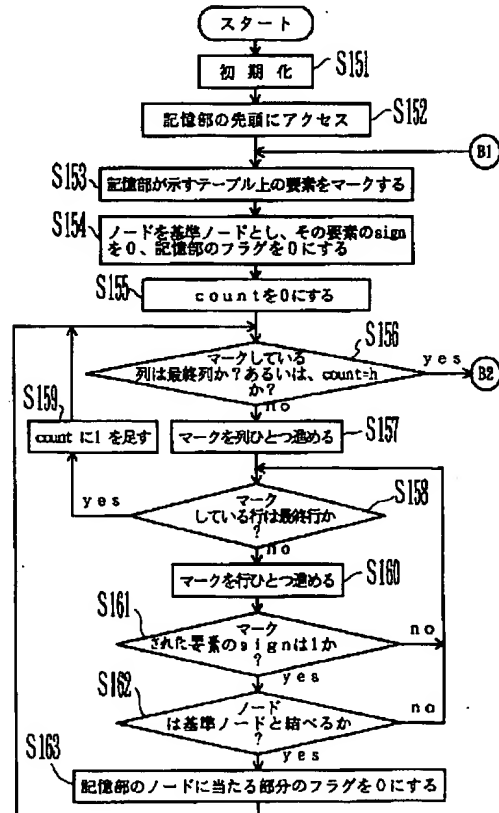 スタート
初期化
S151
記憶部の先頭にアクセス
S152
B1
S153
記憶部が示すテーブル上の要素をマークする
S154
ノードを基準ノードとし、その要素のsign
を0、記憶部のフラグを0にする
S155
countを0にする
S156
マークしている
列は最終列か?あるいは、count=h
か?
yes
B2
no
S159
countに1を足す
マークを列ひとつ進める
S157
yes
マーク
している行は最終行か
?
S158
no
マークを行ひとつ進める
S160
S161
マーク
された要素のsignは1か
?
no
yes
S162
ノード
は基準ノードと結べるか
?
no
yes
S163
記憶部のノードに当たる部分のフラグを0にする